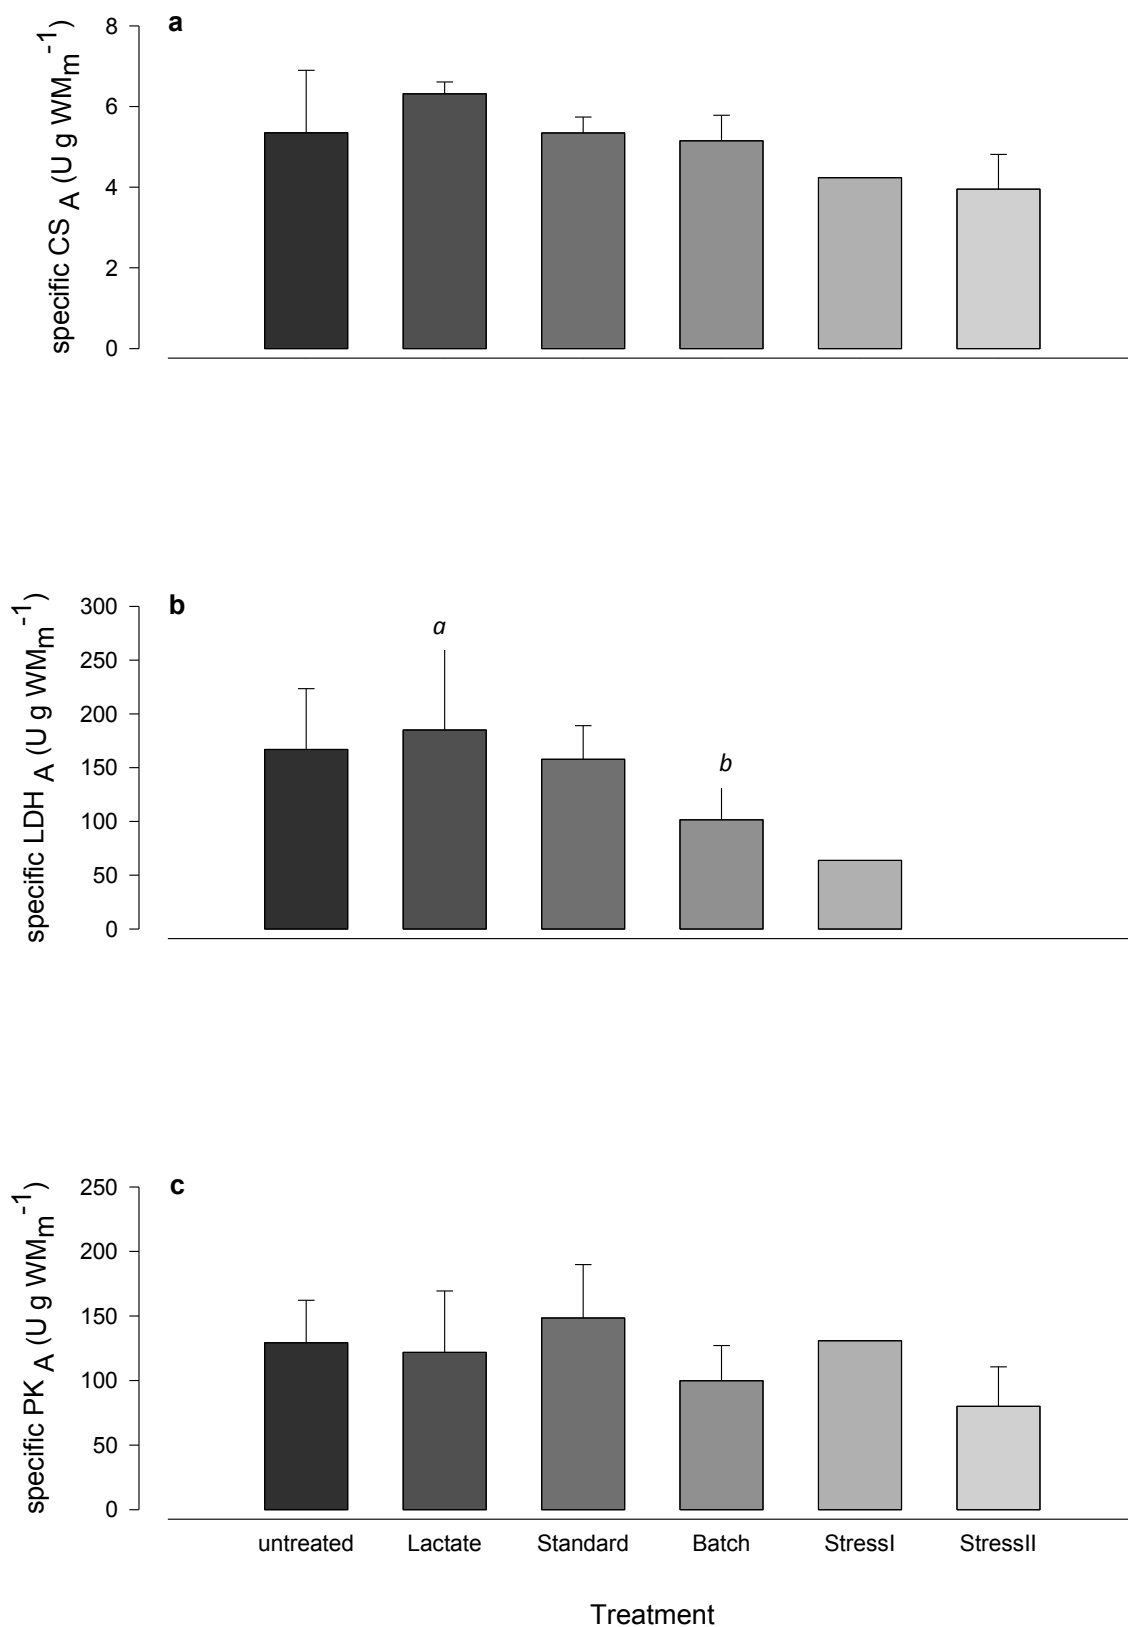 a
specific CS A (U g WMm-1)
8
6
4
2
0
b
specific LDH A (U g WMm-1)
300
250
200
150
100
50
0
a
b
c
specific PK A (U g WMm-1)
250
200
150
100
50
0
untreated Lactate Standard Batch StressI StressII
Treatment